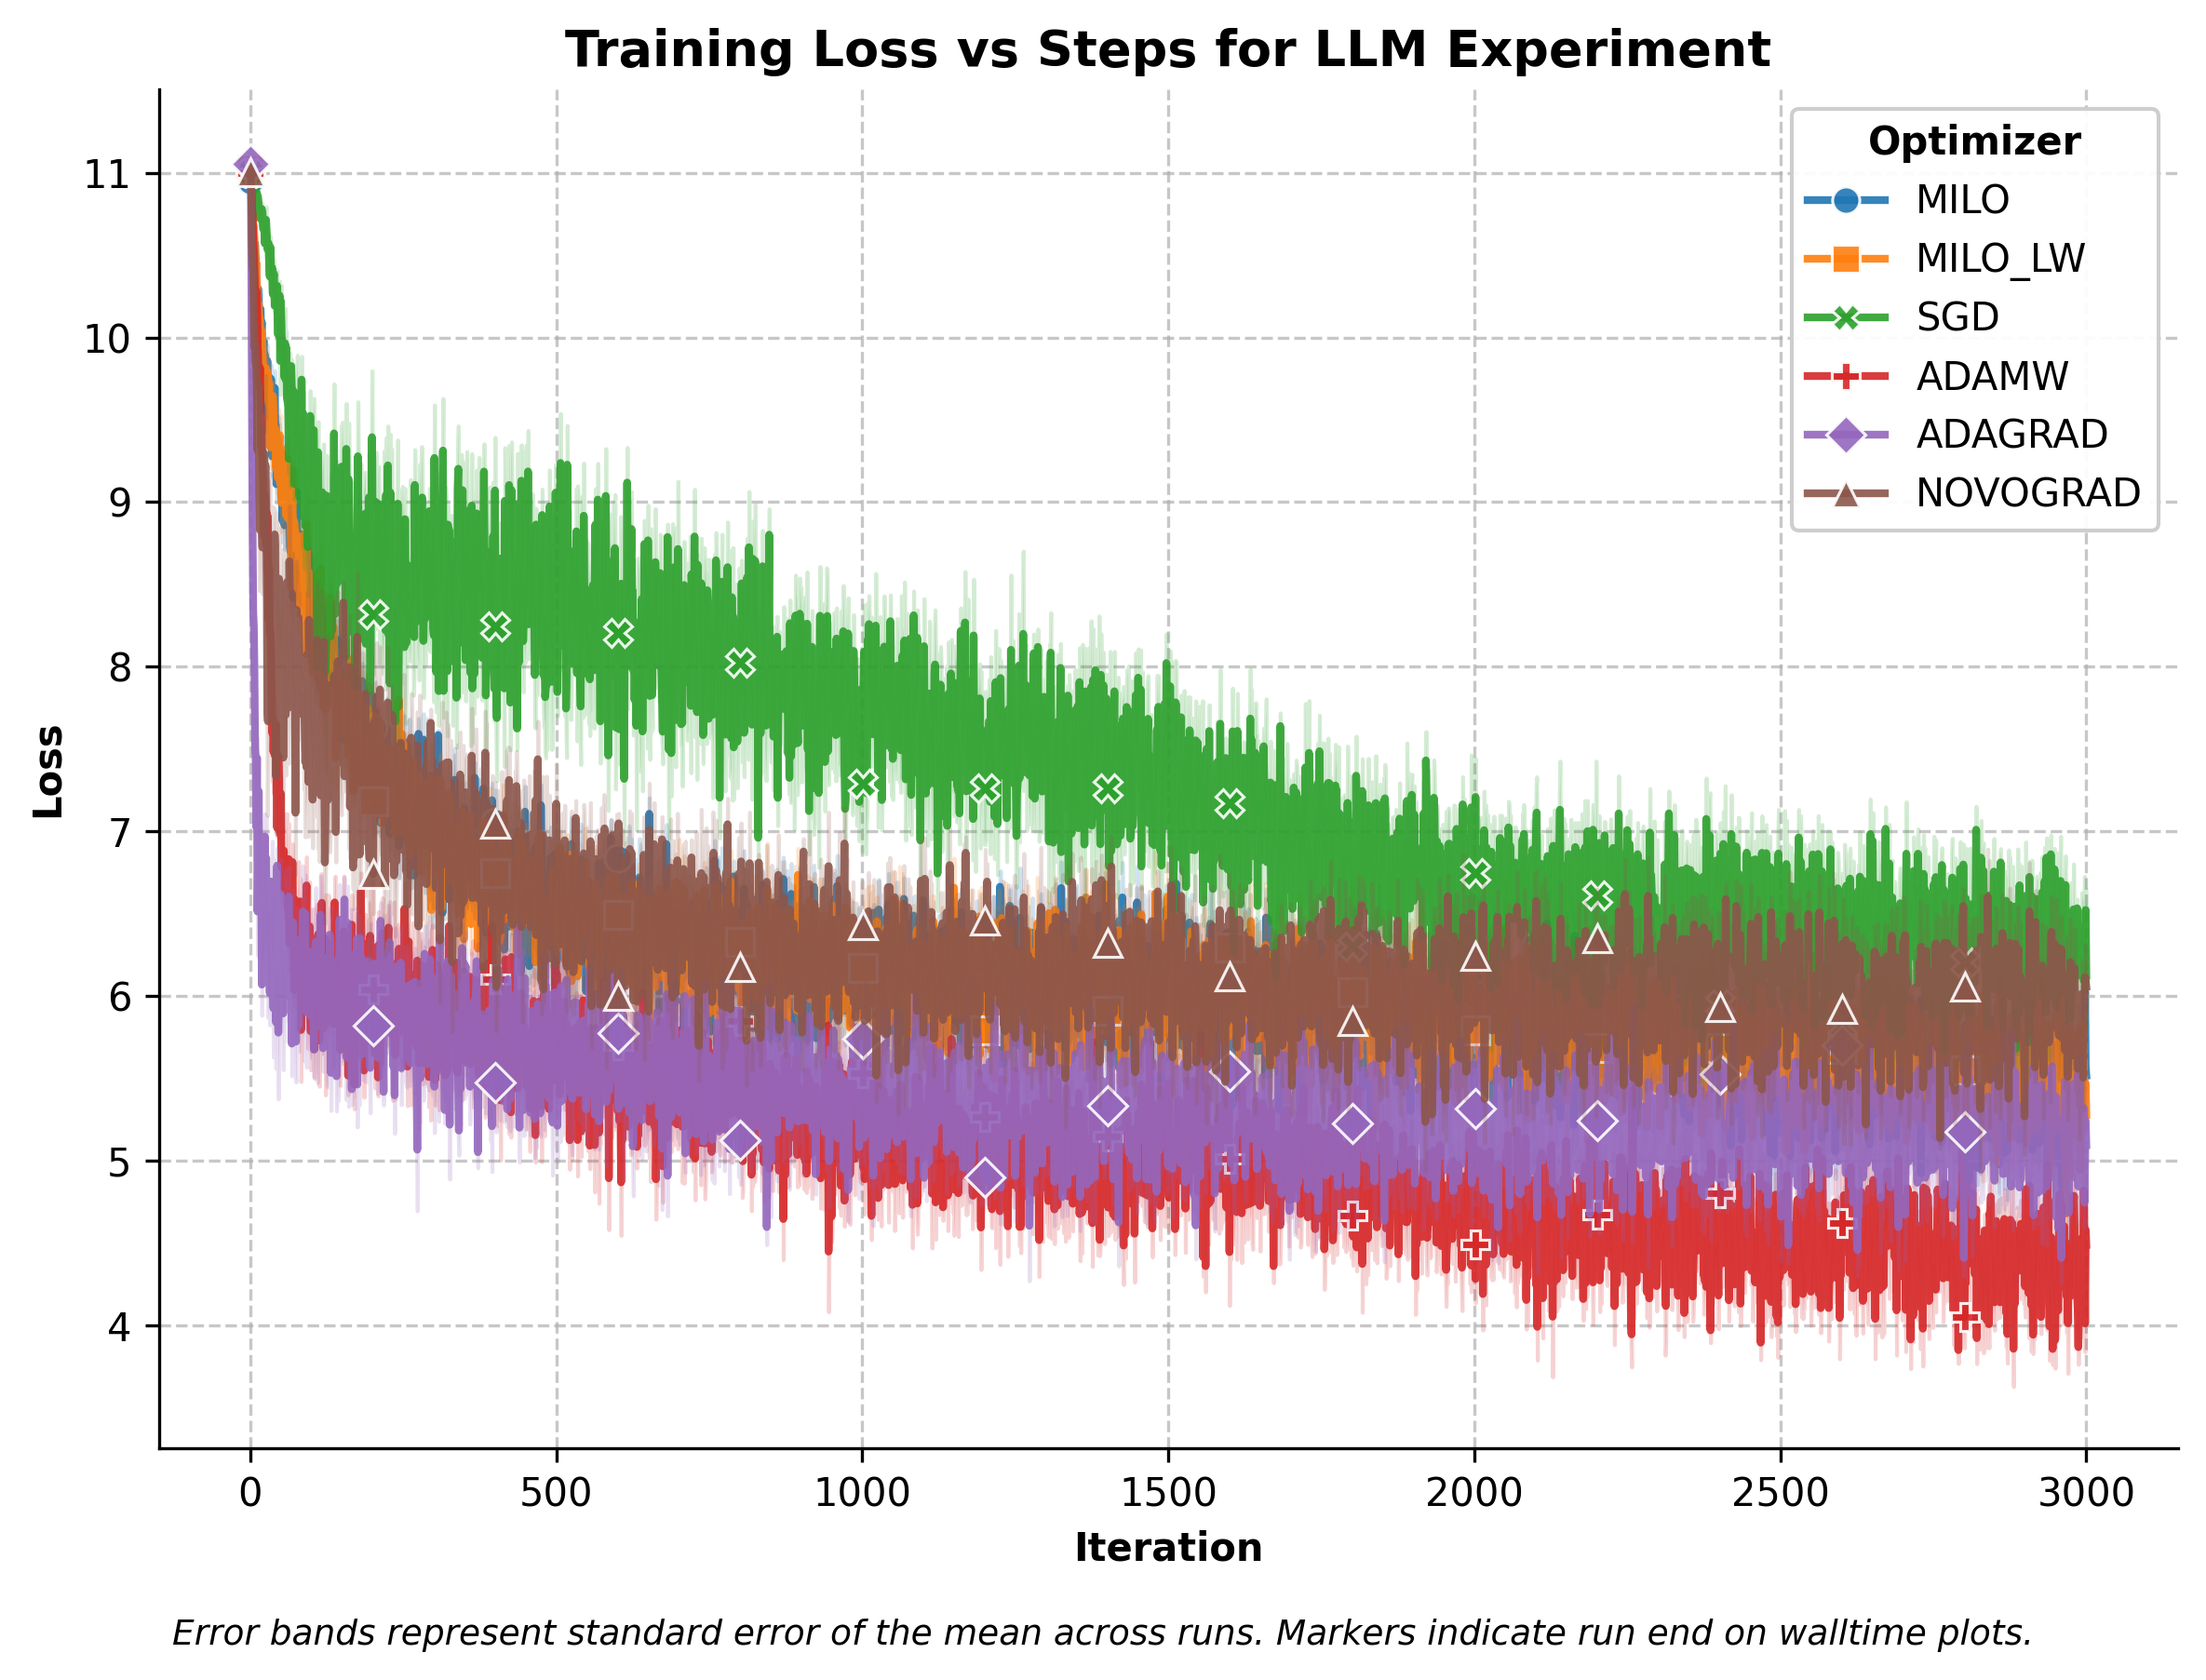 Training Loss vs Steps for LLM Experiment
Loss
11
10
9
8
7
6
5
4
Optimizer
MILO
MILO_LW
SGD
ADAMW
ADAGRAD
NOVOGRAD
0 500 1000 1500 2000 2500 3000
Iteration
Error bands represent standard error of the mean across runs. Markers indicate run end on walltime plots.